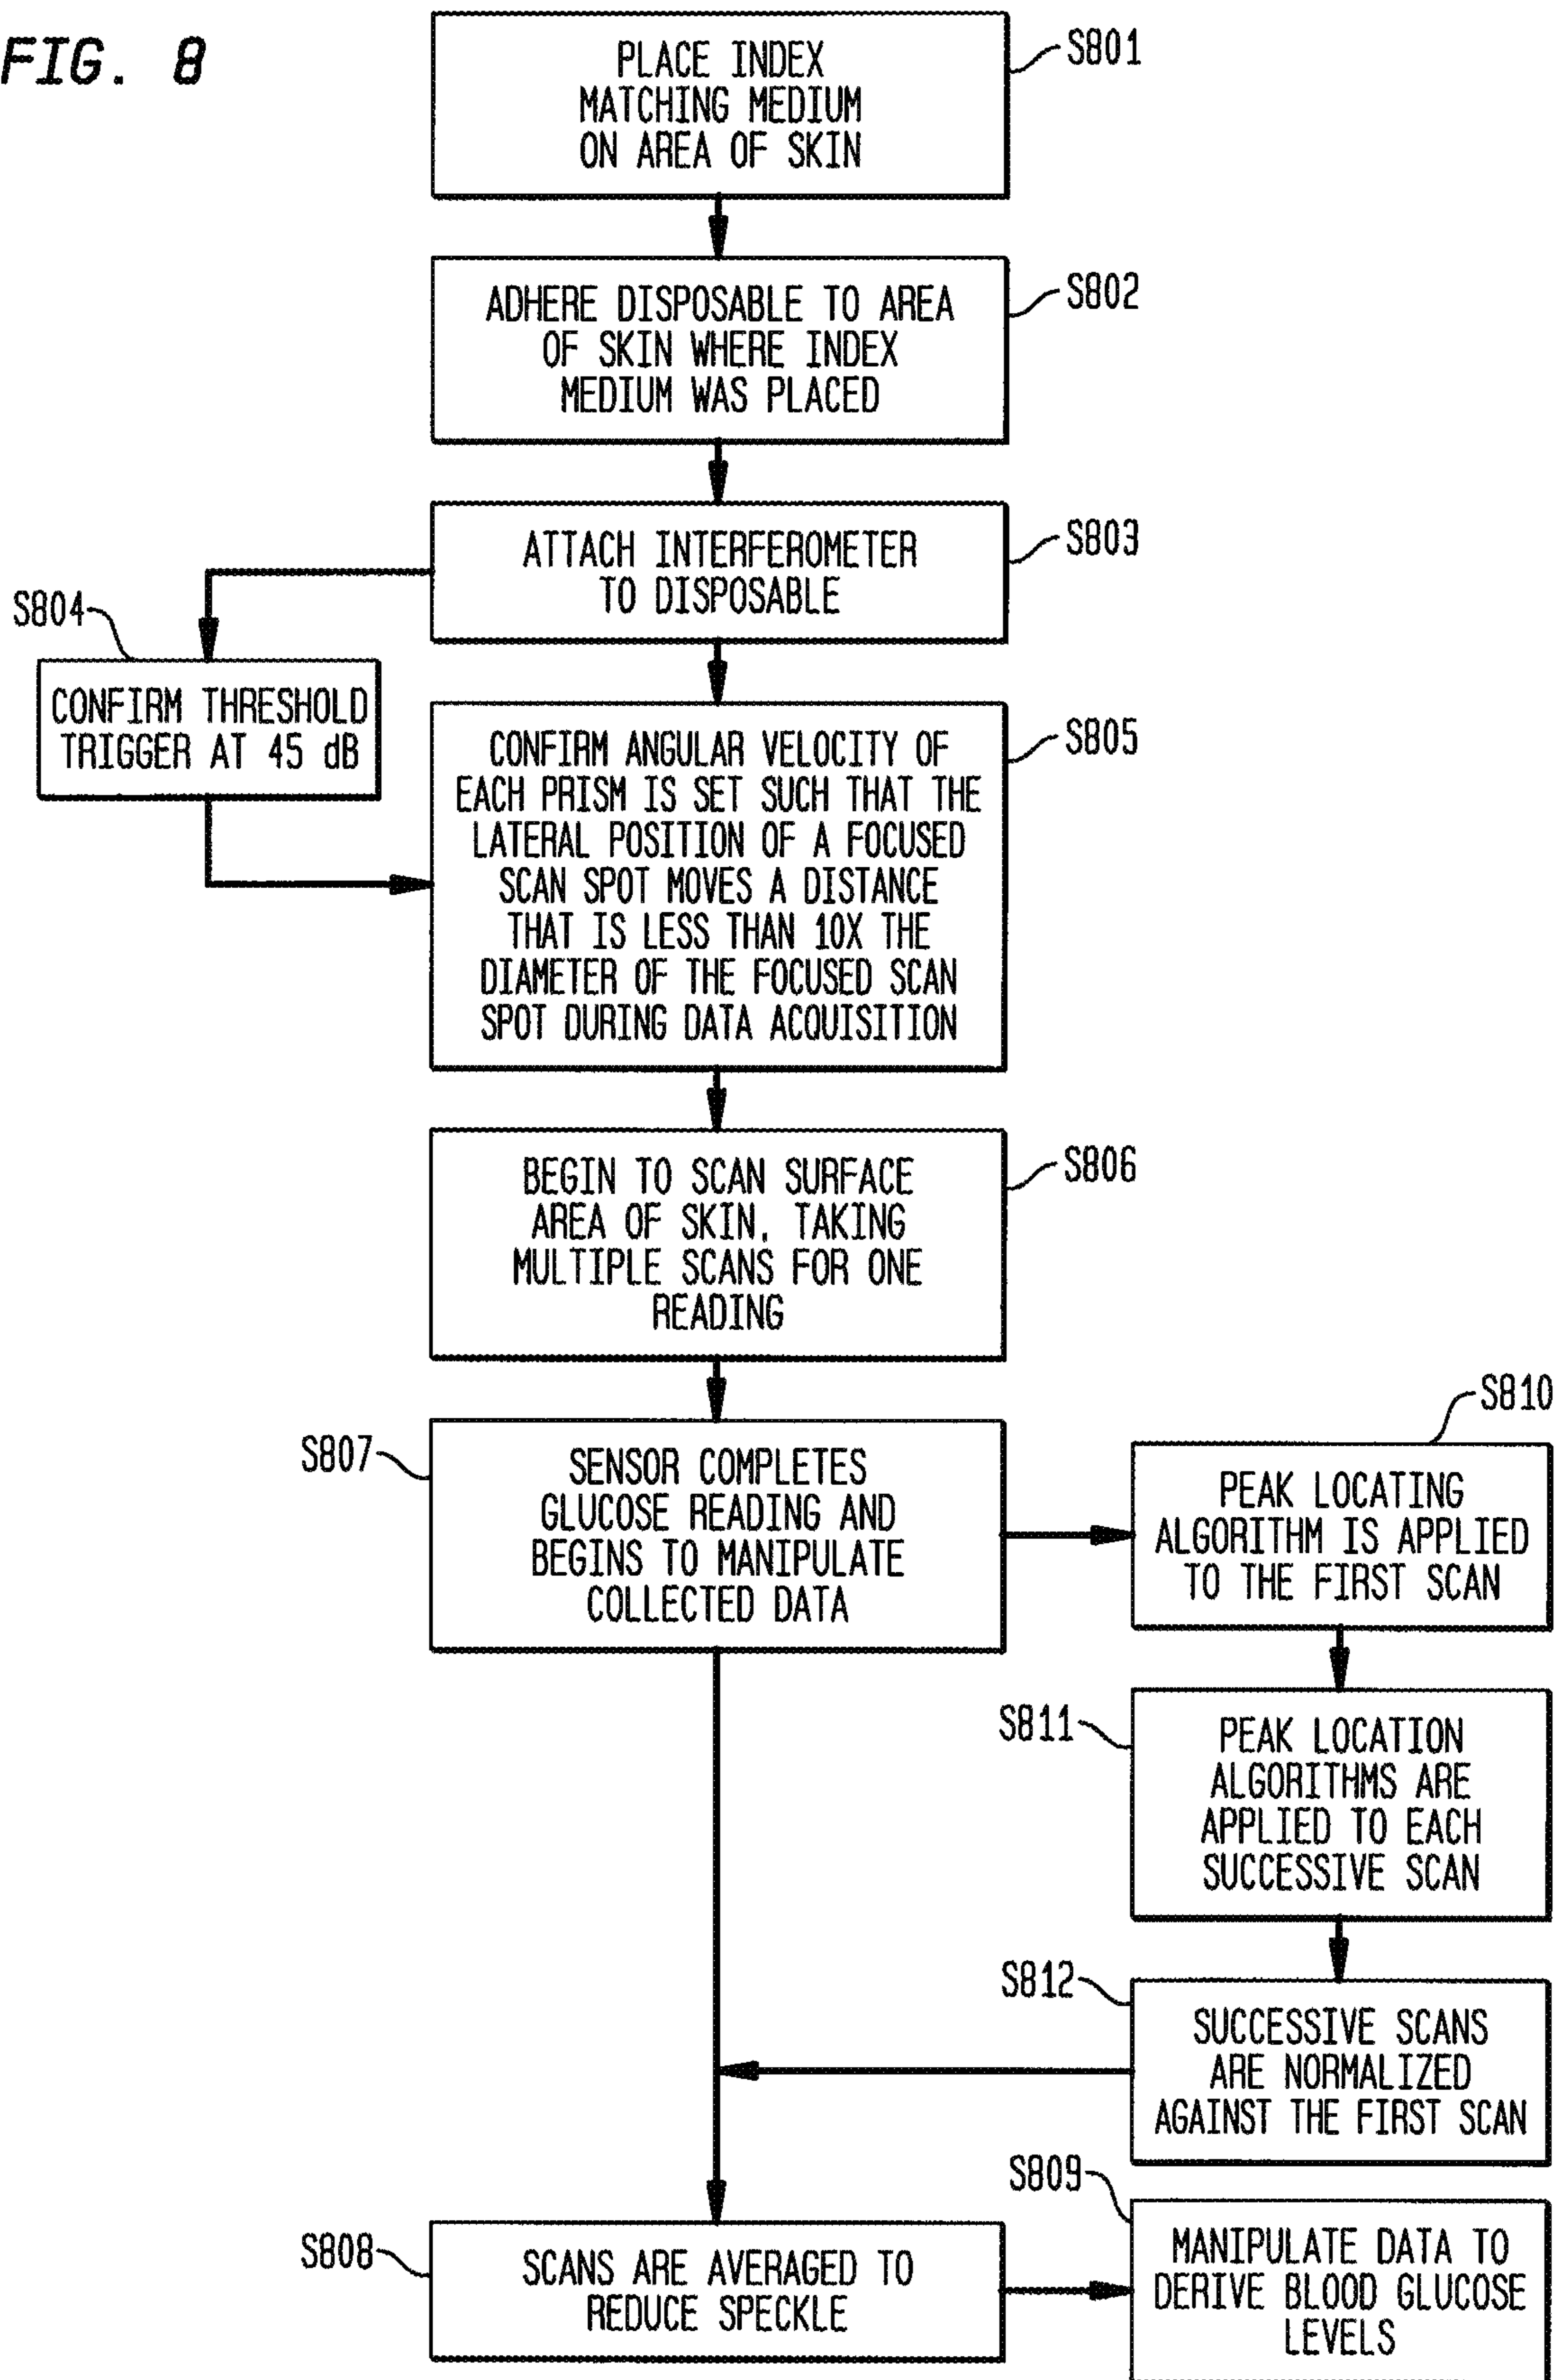 FIG. 8
PLACE INDEX
MATCHING MEDIUM
ON AREA OF SKIN
S801
ADHERE DISPOSABLE TO AREA
OF SKIN WHERE INDEX
MEDIUM WAS PLACED
S802
ATTACH INTERFEROMETER
TO DISPOSABLE
S803
S804
CONFIRM THRESHOLD
TRIGGER AT 45 dB
CONFIRM ANGULAR VELOCITY OF
EACH PRISM IS SET SUCH THAT THE
LATERAL POSITION OF A FOCUSED
SCAN SPOT MOVES A DISTANCE
THAT IS LESS THAN 10X THE
DIAMETER OF THE FOCUSED SCAN
SPOT DURING DATA ACQUISITION
S805
BEGIN TO SCAN SURFACE
AREA OF SKIN, TAKING
MULTIPLE SCANS FOR ONE
READING
S806
S807
SENSOR COMPLETES
GLUCOSE READING AND
BEGINS TO MANIPULATE
COLLECTED DATA
S810
PEAK LOCATING
ALGORITHM IS APPLIED
TO THE FIRST SCAN
S811
PEAK LOCATION
ALGORITHMS ARE
APPLIED TO EACH
SUCCESSIVE SCAN
S812
SUCCESSIVE SCANS
ARE NORMALIZED
AGAINST THE FIRST SCAN
S808
SCANS ARE AVERAGED TO
REDUCE SPECKLE
S809
MANIPULATE DATA TO
DERIVE BLOOD GLUCOSE
LEVELS